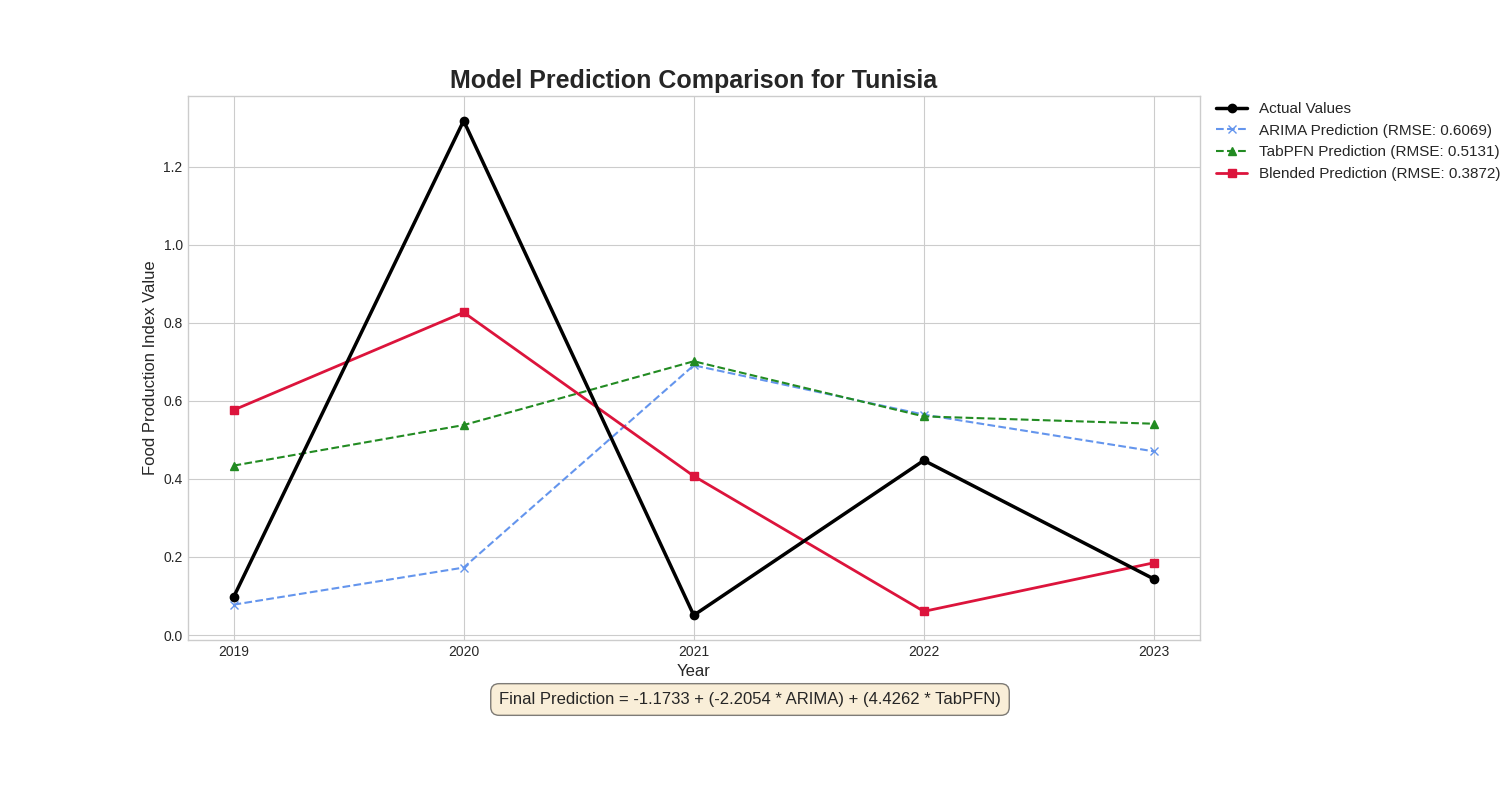 Model Prediction Comparison for Tunisia
Actual Values
ARIMA Prediction (RMSE: 0.6069)
TabPFN Prediction (RMSE: 0.5131)
Blended Prediction (RMSE: 0.3872)
Food Production Index Value
1.2
1.0
0.8
0.6
0.4
0.2
0.0
2019 2020 2021 2022 2023
Year
Final Prediction = -1.1733 + (-2.2054 * ARIMA) + (4.4262 * TabPFN)